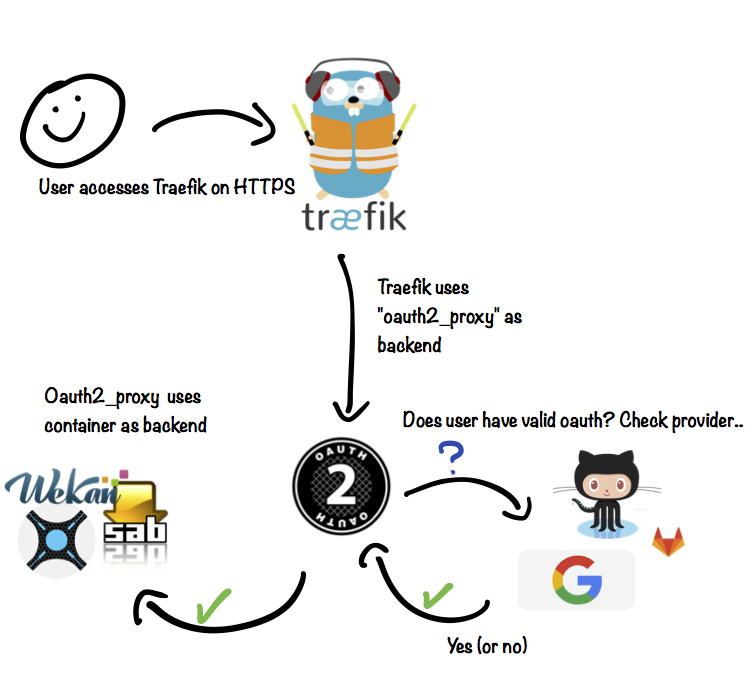 User accesses Traefik on HTTPS
træfik
Traefik uses
"oauth2_proxy" as
backend
Oauth2_proxy uses
container as backend
Does user have valid oauth? Check provider..
?
OAUTH
2
OAUTH
WeKan
sab
G
Yes (or no)